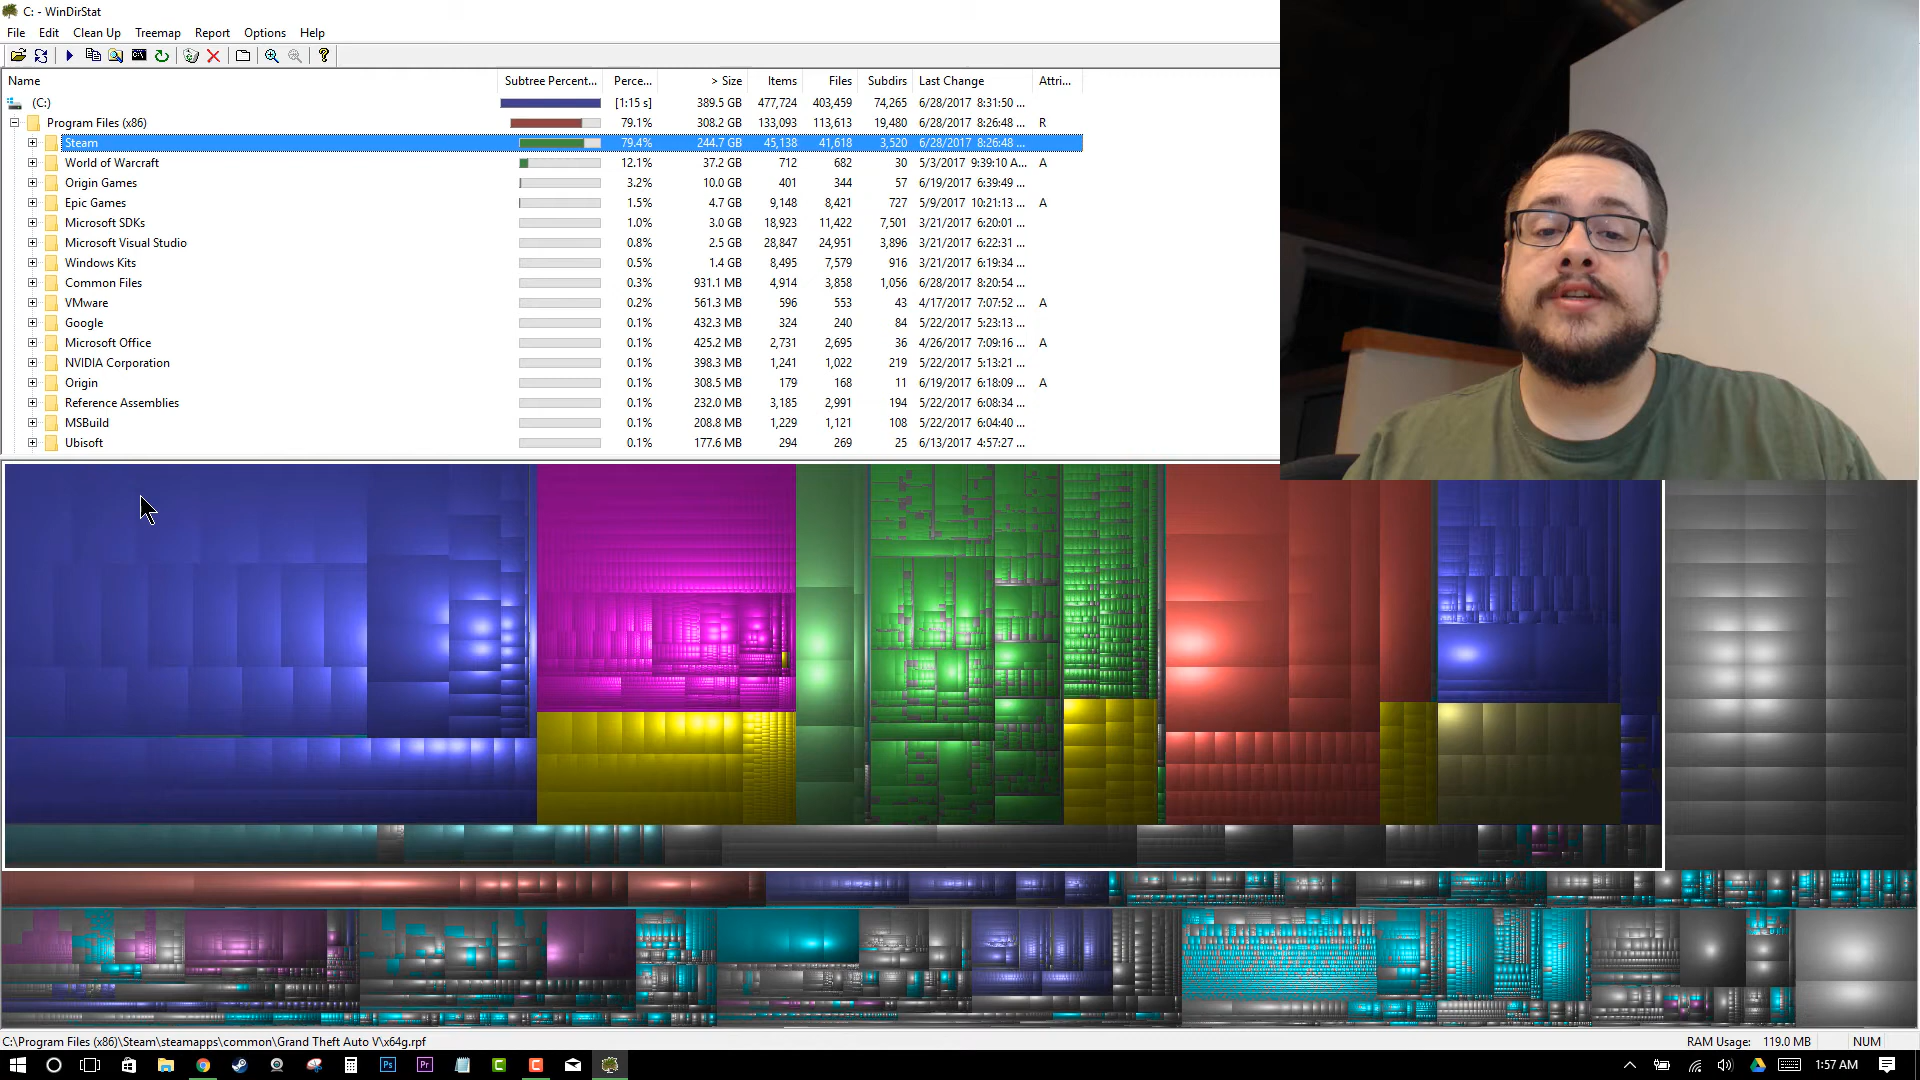 C: - WinDirStat
File Edit Clean Up Treemap Report Options Help
Name Subtree Percent... Perce... > Size Items Files Subdirs Last Change Attri...
(C:) [1:15 s] 389.5 GB 477,724 403,459 74,265 6/28/2017 8:31:50 ...
Program Files (x86) 79.1% 308.2 GB 133,093 113,613 19,480 6/28/2017 8:26:48 ... R
Steam 79.4% 244.7 GB 45,138 41,618 3,520 6/28/2017 8:26:48 ...
World of Warcraft 12.1% 37.2 GB 712 682 30 5/3/2017 9:39:10 A... A
Origin Games 3.2% 10.0 GB 401 344 57 6/19/2017 6:39:49 ...
Epic Games 1.5% 4.7 GB 9,148 8,421 727 5/9/2017 10:21:13 ... A
Microsoft SDKs 1.0% 3.0 GB 18,923 11,422 7,501 3/21/2017 6:20:01 ...
Microsoft Visual Studio 0.8% 2.5 GB 28,847 24,951 3,896 3/21/2017 6:22:31 ...
Windows Kits 0.5% 1.4 GB 8,495 7,579 916 3/21/2017 6:19:34 ...
Common Files 0.3% 931.1 MB 4,914 3,858 1,056 6/28/2017 8:20:54 ...
VMware 0.2% 561.3 MB 596 553 43 4/17/2017 7:07:52 ... A
Google 0.1% 432.3 MB 324 240 84 5/22/2017 5:23:13 ...
Microsoft Office 0.1% 425.2 MB 2,731 2,695 36 4/26/2017 7:09:16 ... A
NVIDIA Corporation 0.1% 398.3 MB 1,241 1,022 219 5/22/2017 5:13:21 ...
Origin 0.1% 308.5 MB 179 168 11 6/19/2017 6:18:09 ... A
Reference Assemblies 0.1% 232.0 MB 3,185 2,991 194 5/22/2017 6:08:34 ...
MSBuild 0.1% 208.8 MB 1,229 1,121 108 5/22/2017 6:04:40 ...
Ubisoft 0.1% 177.6 MB 294 269 25 6/13/2017 4:57:27 ...
C:\Program Files (x86)\Steam\steamapps\common\Grand Theft Auto V\x64g.rpf RAM Usage: 119.0 MB NUM
Ps Pr C C 1:57 AM